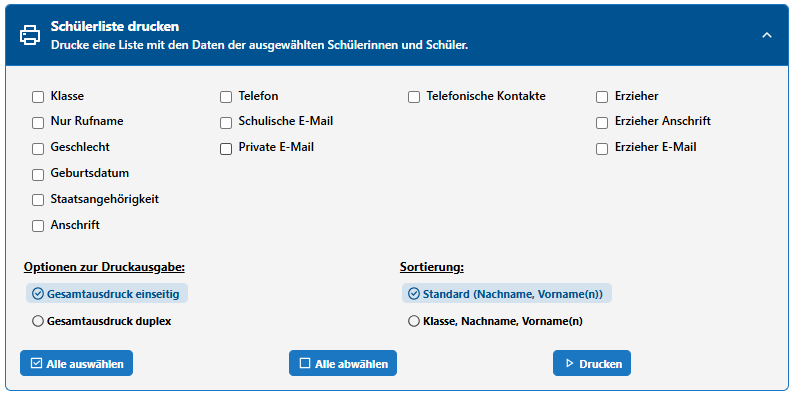 Schülerliste drucken
Drucke eine Liste mit den Daten der ausgewählten Schülerinnen und Schüler.
Klasse
Telefon
Telefonische Kontakte
Erzieher
Nur Rufname
Schulische E-Mail
Erzieher Anschrift
Geschlecht
Private E-Mail
Erzieher E-Mail
Geburtsdatum
Staatsangehörigkeit
Anschrift
Optionen zur Druckausgabe:
Sortierung:
Gesamtausdruck einseitig
Standard (Nachname, Vorname(n))
Gesamtausdruck duplex
Klasse, Nachname, Vorname(n)
Alle auswählen
Alle abwählen
Drucken